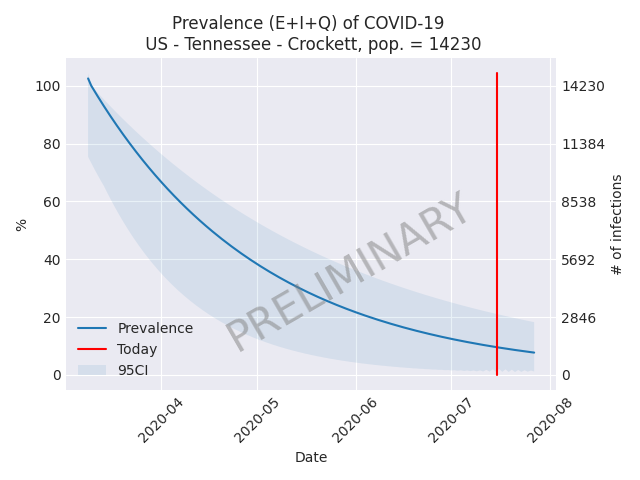 Prevalence (E+I+Q) of COVID-19
US - Tennessee - Crockett, pop. = 14230
100
80
60
40
20
0
%
14230
11384
8538
5692
2846
0
# of infections
PRELIMINARY
Prevalence
Today
95CI
2020-04
2020-05
2020-06
2020-07
2020-08
Date